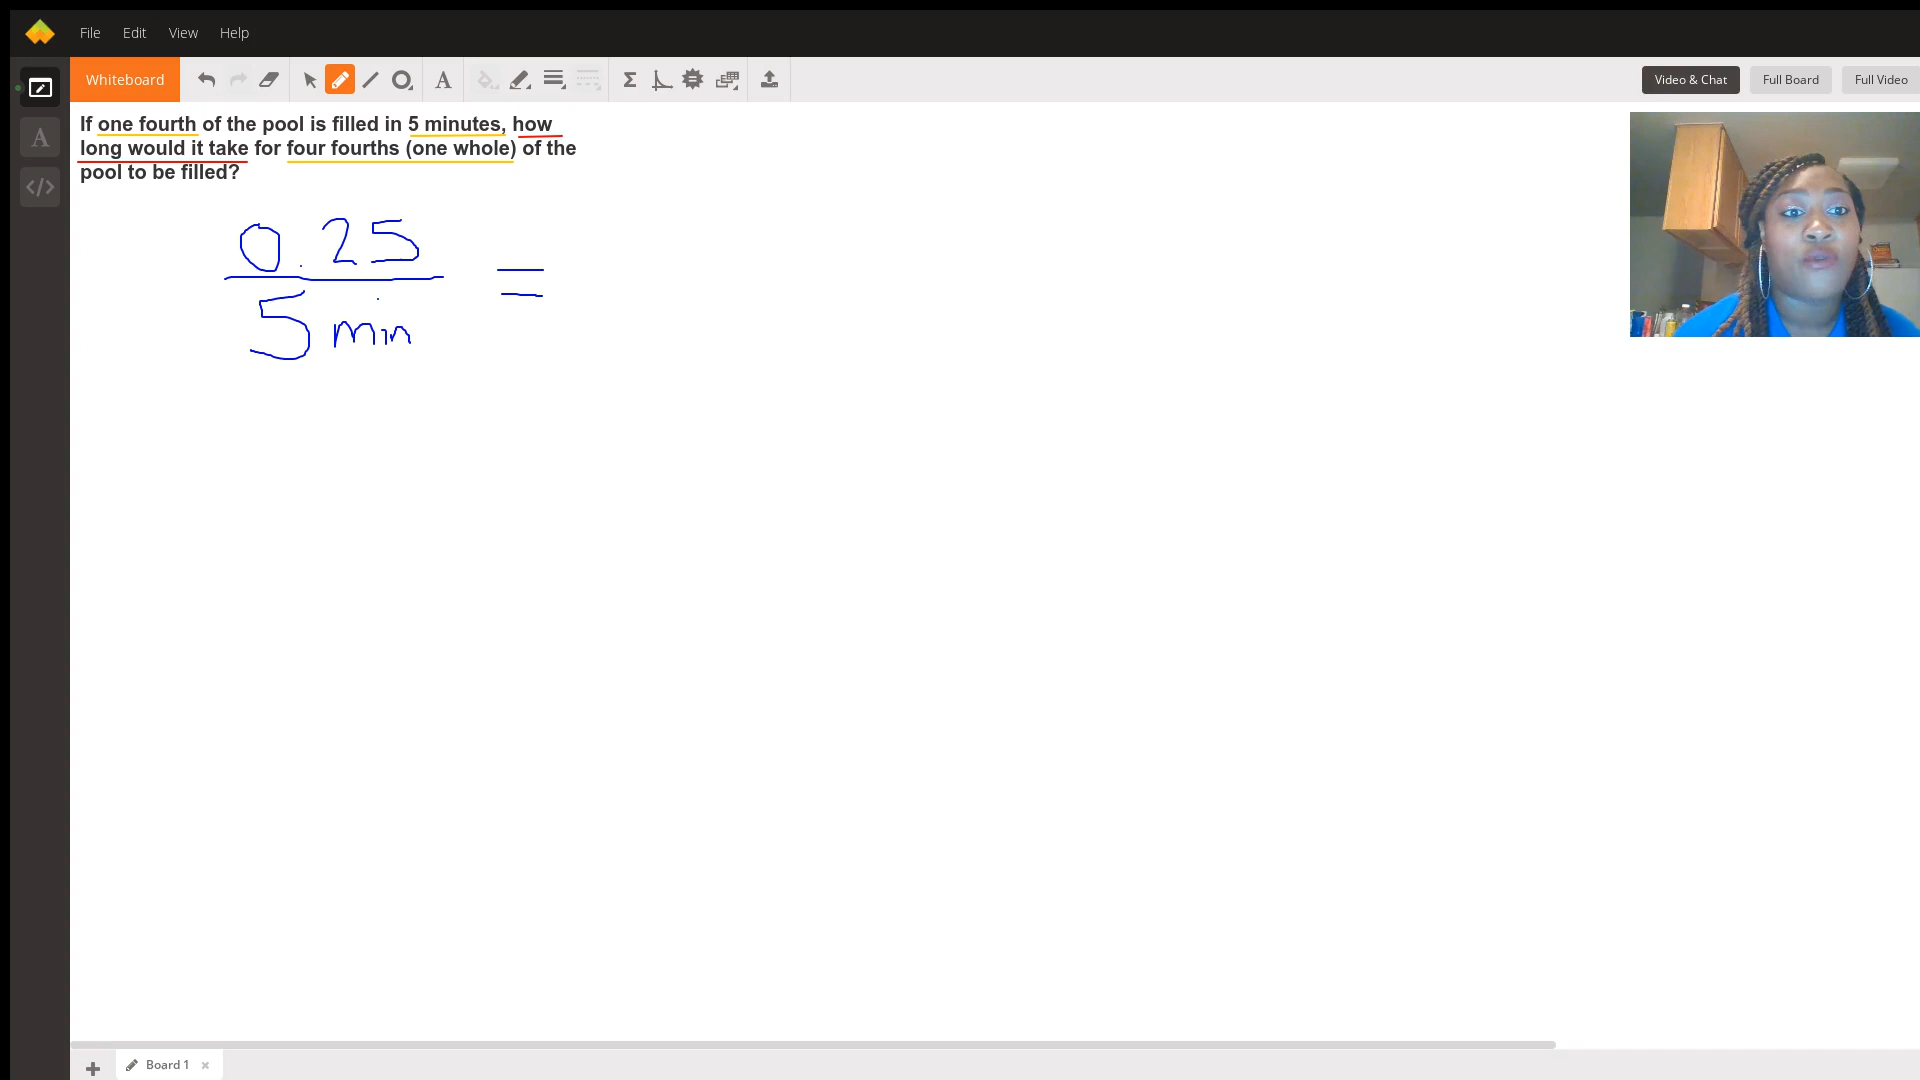 File Edit View Help
Whiteboard A Σ Video & Chat Full Board Full Video
A
</>
If one fourth of the pool is filled in 5 minutes, how
long would it take for four fourths (one whole) of the
pool to be filled?
0.25
=
5 min
+ Board 1 ×